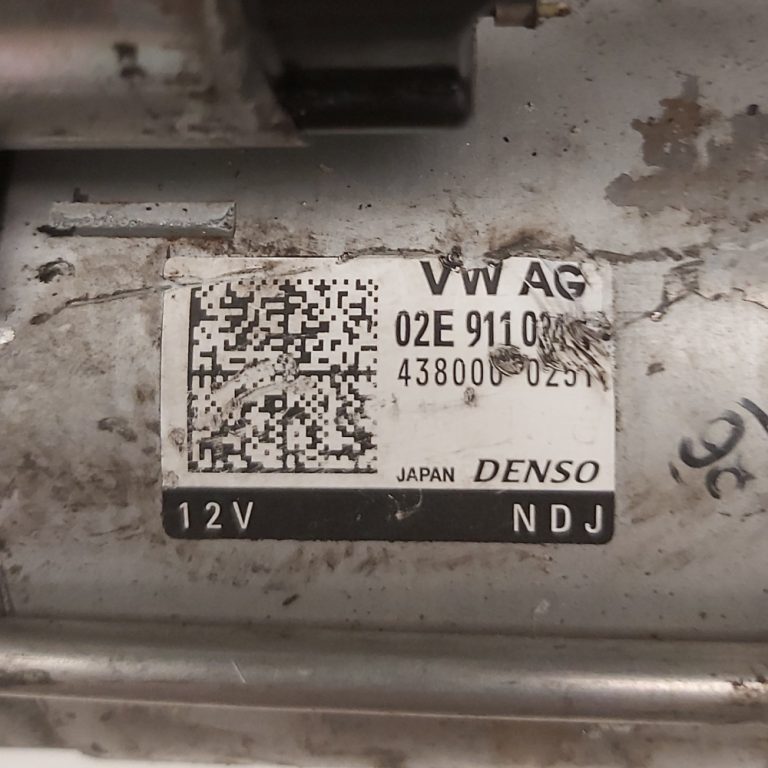 VW AG
02E 911
JAPAN DENSO
12V NDJ